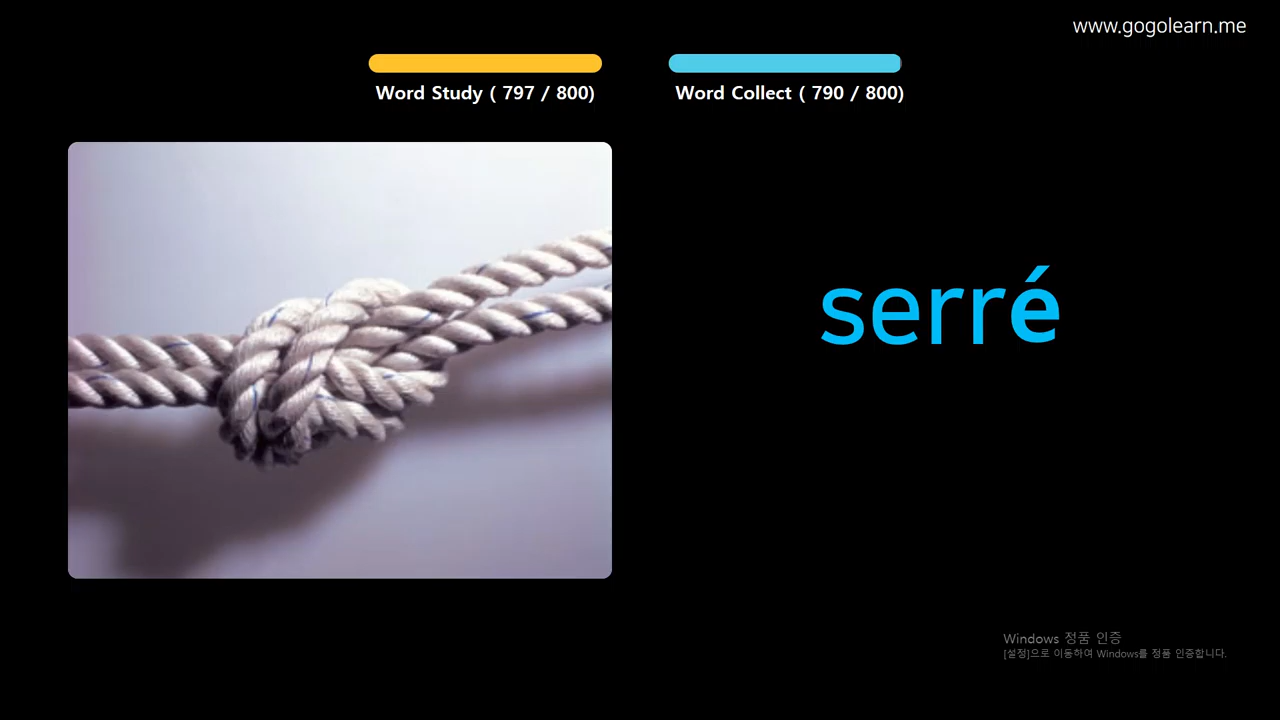 www.gogolearn.me
Word Study ( 797 / 800)
Word Collect ( 790 / 800)
serré
Windows 정품 인증
[설정]으로 이동하여 Windows를 정품 인증합니다.